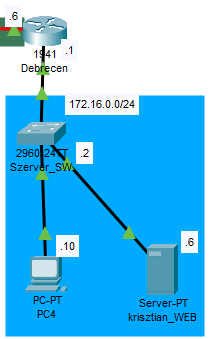 .6
1941
.1
Debrecen
172.16.0.0/24
2960-24TT
Szerver_SW
.2
.10
.6
PC-PT
PC4
Server-PT
krisztian_WEB